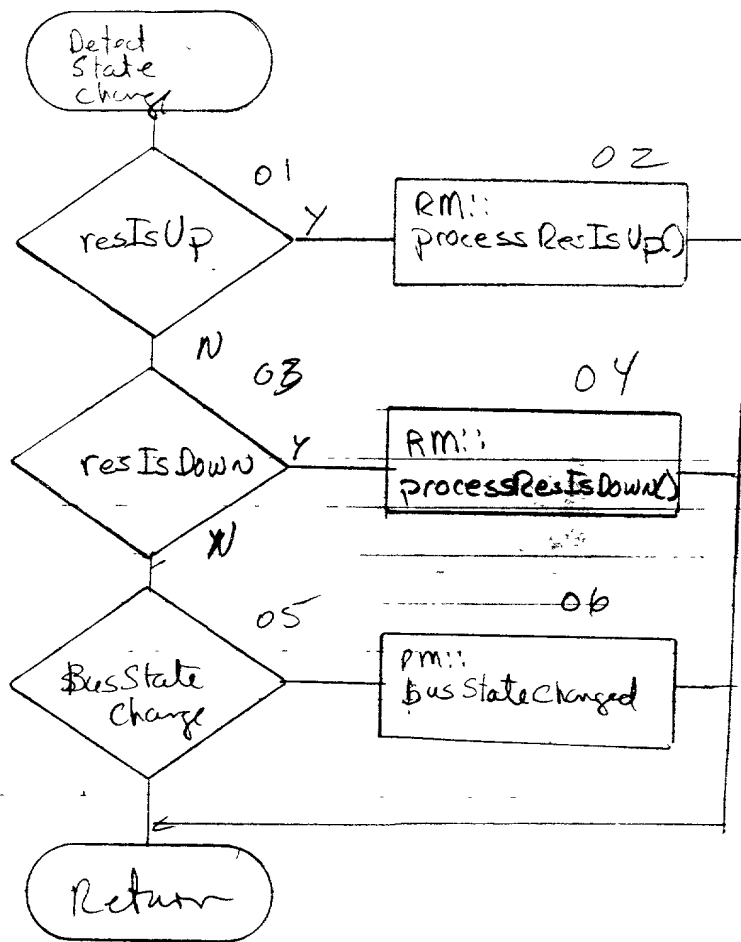 Detect
State
change
01
02
resIsUp
Y
RM::
processResIsUp()
N
03
04
resIsDown
Y
RM::
processResIsDown()
N
05
06
BusState
Change
PM::
busStateChanged
Return